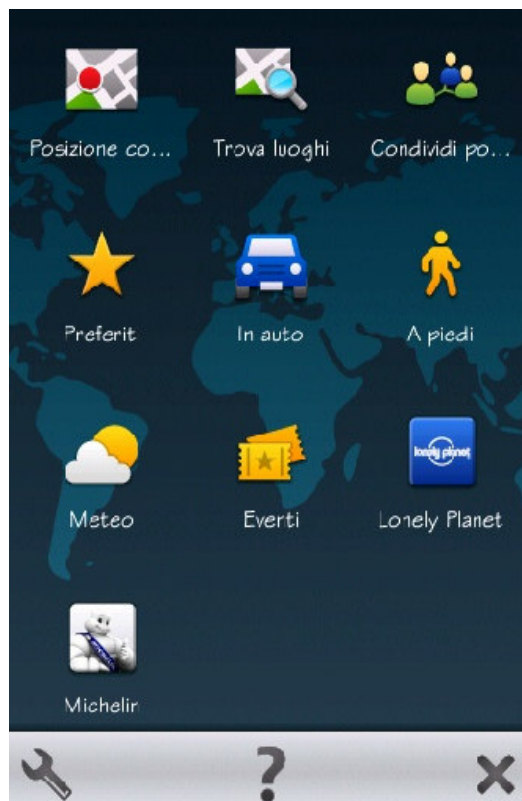 Posizione co...
Trova luoghi
Condividi po...
Preferit
In auto
A piedi
Meteo
Everti
lonely planet
Lonely Planet
Michelir
?